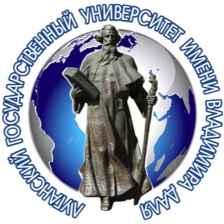 ЛУГАНСКИЙ ГОСУДАРСТВЕННЫЙ УНИВЕРСИТЕТ ИМЕНИ ВЛАДИМИРА ДАЛЯ